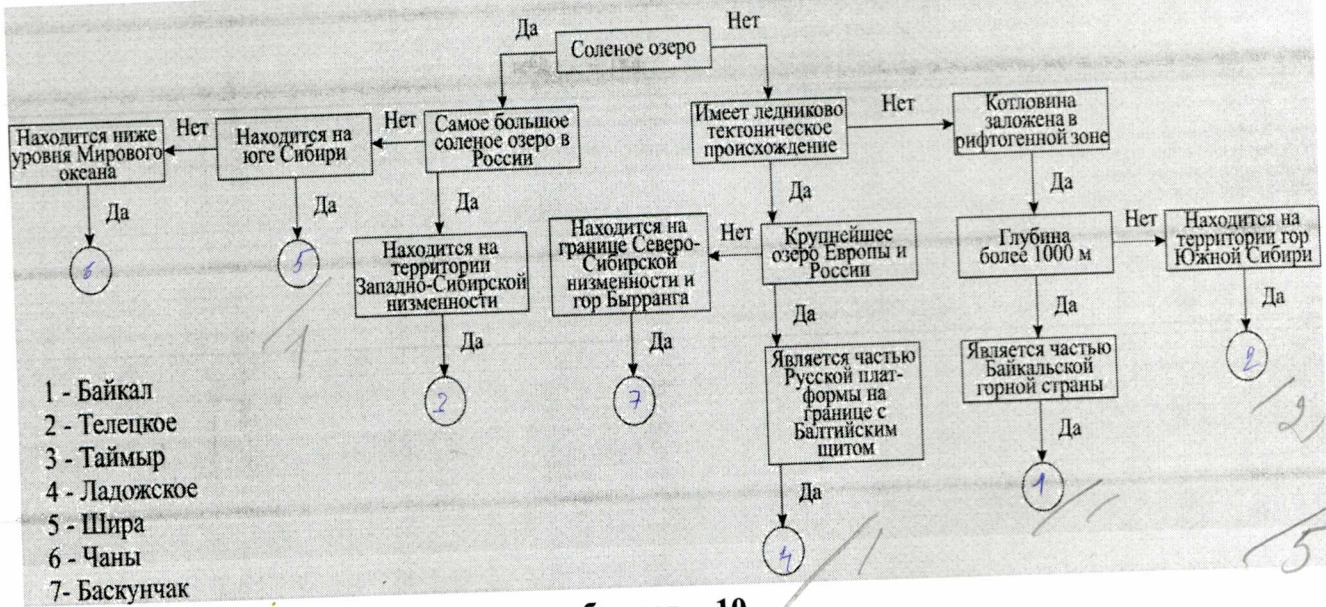 Да
Соленое озеро
Нет
Находится ниже
уровня Мирового
океана
Нет
Находится на
юге Сибири
Нет
Самое большое
соленое озеро в
России
Имеет ледниково
тектоническое
происхождение
Нет
Котловина
заложена в
рифтогенной зоне
Да
Да
Да
Да
Да
6
5
Находится на
территории
Западно-Сибирской
низменности
Находится на
границе Северо-
Сибирской
низменности и
гор Бырранга
Нет
Крупнейшее
озеро Европы и
России
Глубина
более 1000 м
Нет
Находится на
территории гор
Южной Сибири
1
Да
Да
Да
Да
Да
7
Является частью
Русской плат-
формы на
границе с
Балтийским
щитом
Является частью
Байкальской
горной страны
2
Да
Да
1
4
1
5
1 - Байкал
2 - Телецкое
3 - Таймыр
4 - Ладожское
5 - Шира
6 - Чаны
7- Баскунчак